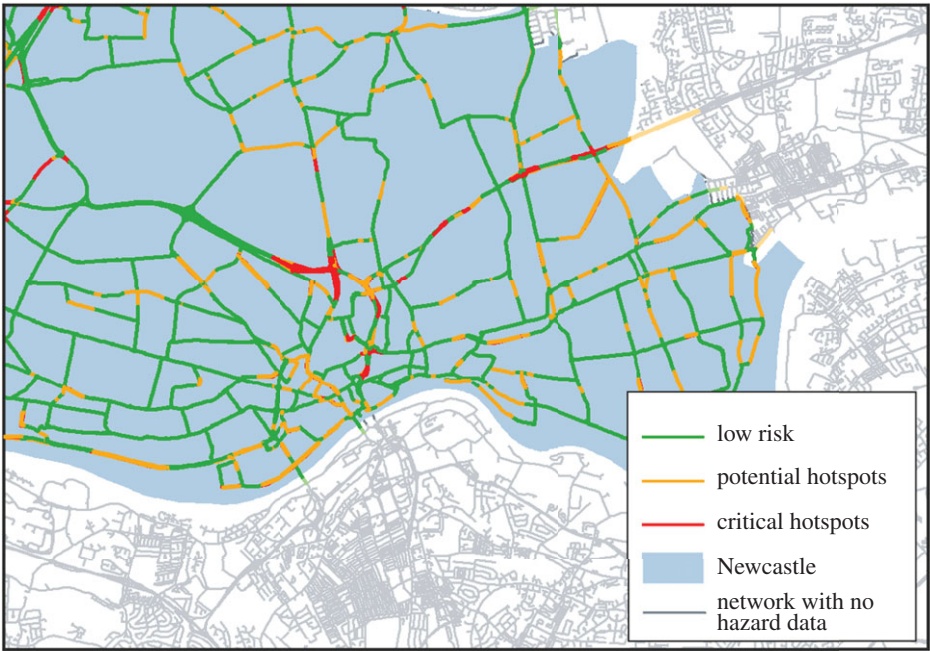 low risk
potential hotspots
critical hotspots
Newcastle
network with no
hazard data